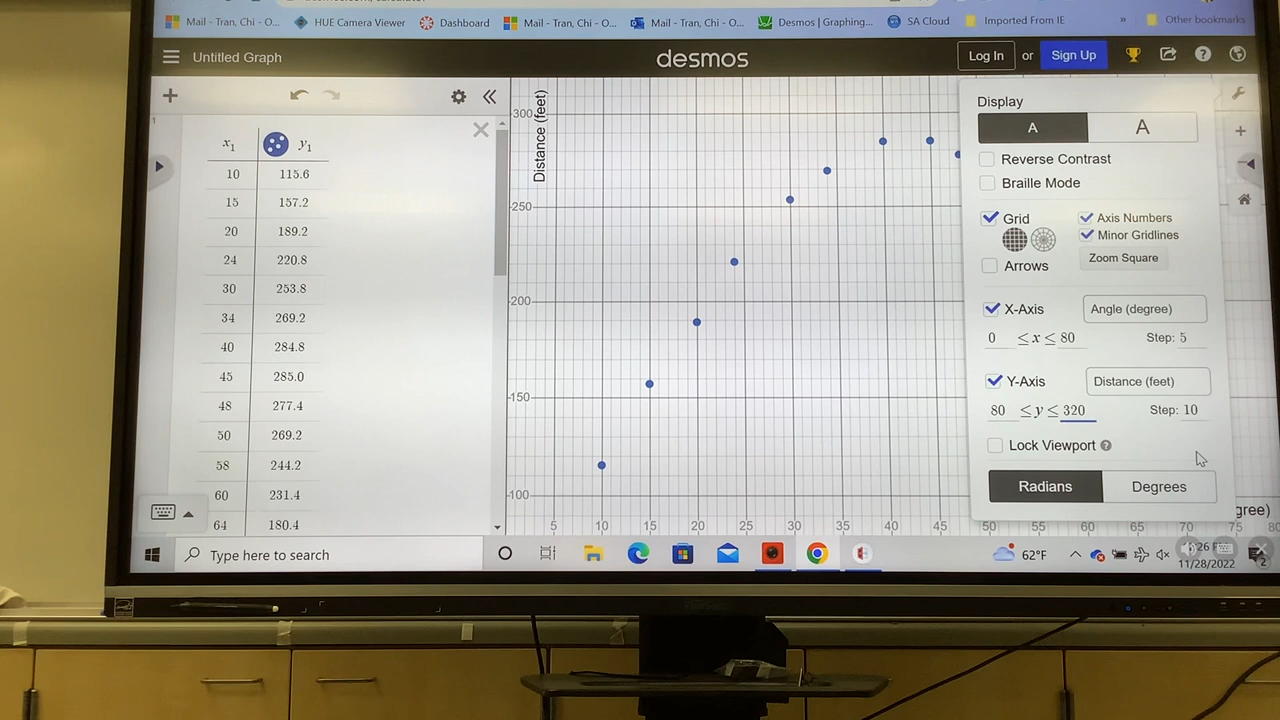 Mail - Tran, Chi - O... HUE Camera Viewer Dashboard Mail - Tran, Chi - O... Mail - Tran, Chi - O... Desmos | Graphing... SA Cloud Imported From IE » Other bookmarks
Untitled Graph desmos Log In or Sign Up
1
x₁ y₁
10 115.6
15 157.2
20 189.2
24 220.8
30 253.8
34 269.2
40 284.8
45 285.0
48 277.4
50 269.2
58 244.2
60 231.4
64 180.4
Distance (feet)
300
200
150
100
5 10 15 20 25 30 35 40 45 50 55 60 65 70 75 80
gree)
Display
A A
Reverse Contrast
Braille Mode
Grid Axis Numbers
Minor Gridlines
Arrows Zoom Square
X-Axis Angle (degree)
0 ≤ x ≤ 80 Step: 5
Y-Axis Distance (feet)
80 ≤ y ≤ 320 Step: 10
Lock Viewport
Radians Degrees
Type here to search 62°F
11/28/2022 2